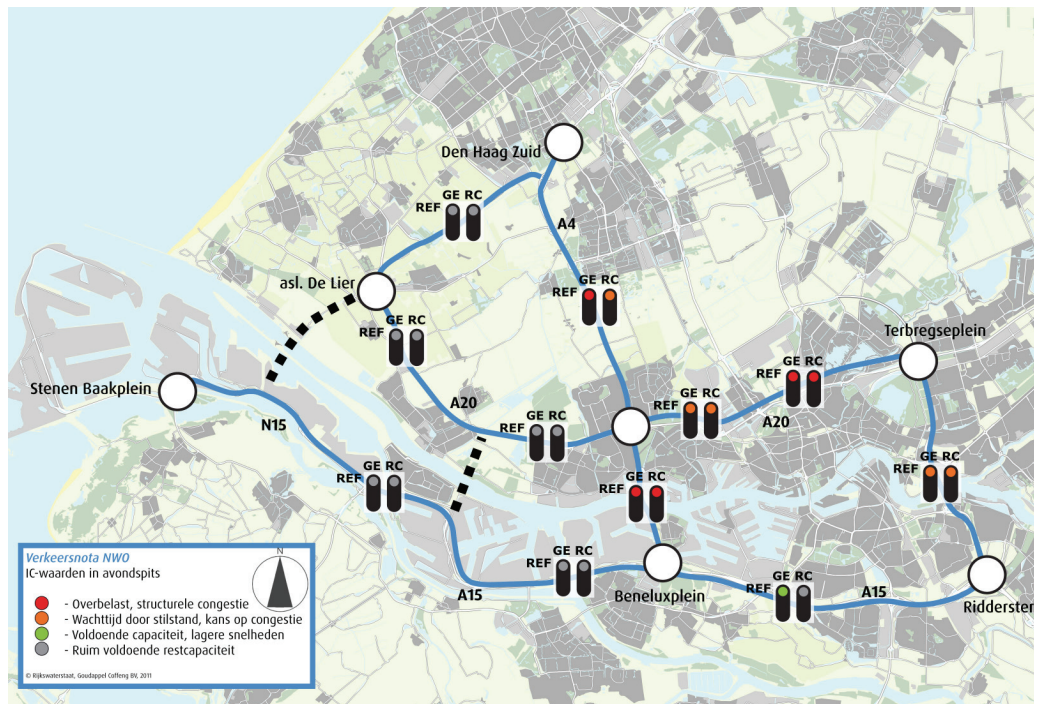 Den Haag Zuid
GE RC
REF
A4
asl. De Lier
GE RC
REF
GE RC
REF
Terbregseplein
GE RC
REF
Stenen Baakplein
A20
GE RC
REF
A20
N15
GE RC
REF
GE RC
REF
GE RC
REF
GE RC
REF
GE RC
REF
A15
Beneluxplein
GE RC
REF
A15
Ridderster
N
Verkeersnota NWO
IC-waarden in avondspits
- Overbelast, structurele congestie
- Wachttijd door stilstand, kans op congestie
- Voldoende capaciteit, lagere snelheden
- Ruim voldoende restcapaciteit
© Rijkswaterstaat, Goudappel Coffeng BV, 2011